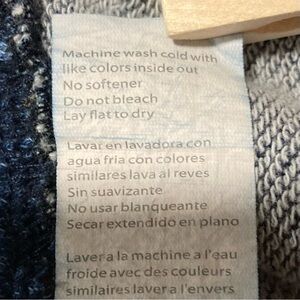 Machine wash cold with
like colors inside out
No softener
Do not bleach
Lay flat to dry
Lavar en lavadora con
agua fria con colores
similares lava al reves
Sin suavizante
No usar blanqueante
Secar extendido en plano
Laver a la machine a l'eau
froide avec des couleurs
similaires laver a l'envers